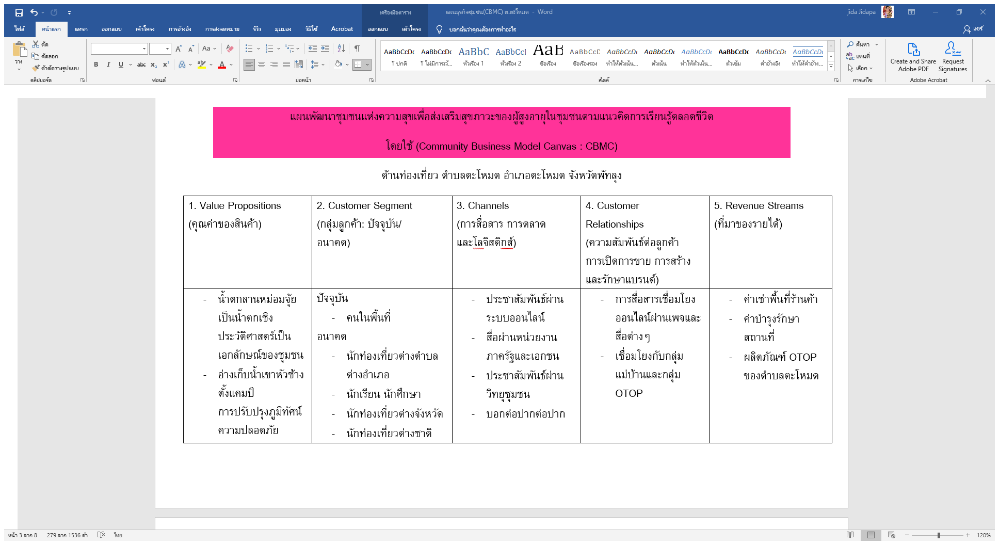 เครื่องมือตาราง
แผนธุรกิจชุมชน(CBMC) ต.ตะโหมด - Word
jida Jidapa
ไฟล์ หน้าแรก แทรก ออกแบบ เค้าโครง การอ้างอิง การส่งจดหมาย รีวิว มุมมอง วิธีใช้ Acrobat ออกแบบ เค้าโครง บอกฉันว่าคุณต้องการทำอะไร แชร์
วาง
ตัด
คัดลอก
ตัวคัดวางรูปแบบ
คลิปบอร์ด
ฟอนต์
ย่อหน้า
AaBbCcDc AaBbCcDc AaBbC AaBbCcI AaB AaBbCcD AaBbCcDc AaBbCcDc AaBbCcDc AaBbCcDc AaBbCcDc AaBbCcDc
¶ ปกติ ¶ ไม่มีการเว้... หัวเรื่อง 1 หัวเรื่อง 2 ชื่อเรื่อง ชื่อเรื่องรอง ทำให้ตัวเน้น... ตัวเน้น ทำให้ตัวเน้น... ตัวเข้ม คำอ้างอิง ทำให้คำอ้าง...
สไตล์
ค้นหา
แทนที่
เลือก
การแก้ไข
Create and Share
Adobe PDF
Request
Signatures
Adobe Acrobat
แผนพัฒนาชุมชนแห่งความสุขเพื่อส่งเสริมสุขภาวะของผู้สูงอายุในชุมชนตามแนวคิดการเรียนรู้ตลอดชีวิต
โดยใช้ (Community Business Model Canvas : CBMC)
ด้านท่องเที่ยว ตำบลตะโหมด อำเภอตะโหมด จังหวัดพัทลุง
1. Value Propositions
(คุณค่าของสินค้า)
2. Customer Segment
(กลุ่มลูกค้า: ปัจจุบัน/
อนาคต)
3. Channels
(การสื่อสาร การตลาด
และโลจิสติกส์)
4. Customer
Relationships
(ความสัมพันธ์ต่อลูกค้า
การเปิดการขาย การสร้าง
และรักษาแบรนด์)
5. Revenue Streams
(ที่มาของรายได้)
- น้ำตกลานหม่อมจุ้ย
เป็นน้ำตกเชิง
ประวัติศาสตร์เป็น
เอกลักษณ์ของชุมชน
- อ่างเก็บน้ำเขาหัวช้าง
ตั้งแคมป์
การปรับปรุงภูมิทัศน์
ความปลอดภัย
ปัจจุบัน
- คนในพื้นที่
อนาคต
- นักท่องเที่ยวต่างตำบล
ต่างอำเภอ
- นักเรียน นักศึกษา
- นักท่องเที่ยวต่างจังหวัด
- นักท่องเที่ยวต่างชาติ
- ประชาสัมพันธ์ผ่าน
ระบบออนไลน์
- สื่อผ่านหน่วยงาน
ภาครัฐและเอกชน
- ประชาสัมพันธ์ผ่าน
วิทยุชุมชน
- บอกต่อปากต่อปาก
- การสื่อสารเชื่อมโยง
ออนไลน์ผ่านเพจและ
สื่อต่างๆ
- เชื่อมโยงกับกลุ่ม
แม่บ้านและกลุ่ม
OTOP
- ค่าเช่าพื้นที่ร้านค้า
- ค่าบำรุงรักษา
สถานที่
- ผลิตภัณฑ์ OTOP
ของตำบลตะโหมด
หน้า 3 จาก 8 279 จาก 1536 คำ ไทย 120%